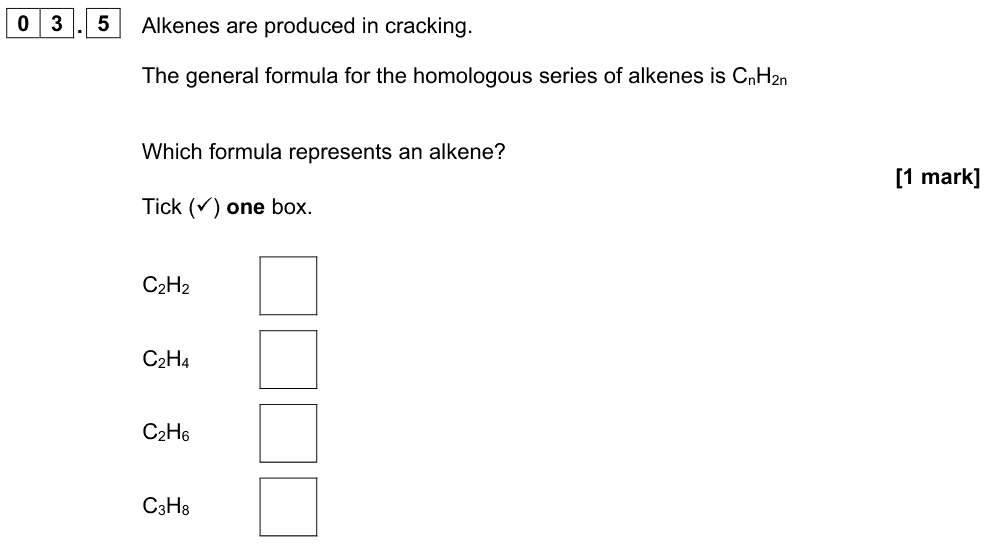 0 3 . 5 Alkenes are produced in cracking.
The general formula for the homologous series of alkenes is CₙH₂ₙ
Which formula represents an alkene?
[1 mark]
Tick (✓) one box.
C₂H₂
C₂H₄
C₂H₆
C₃H₈